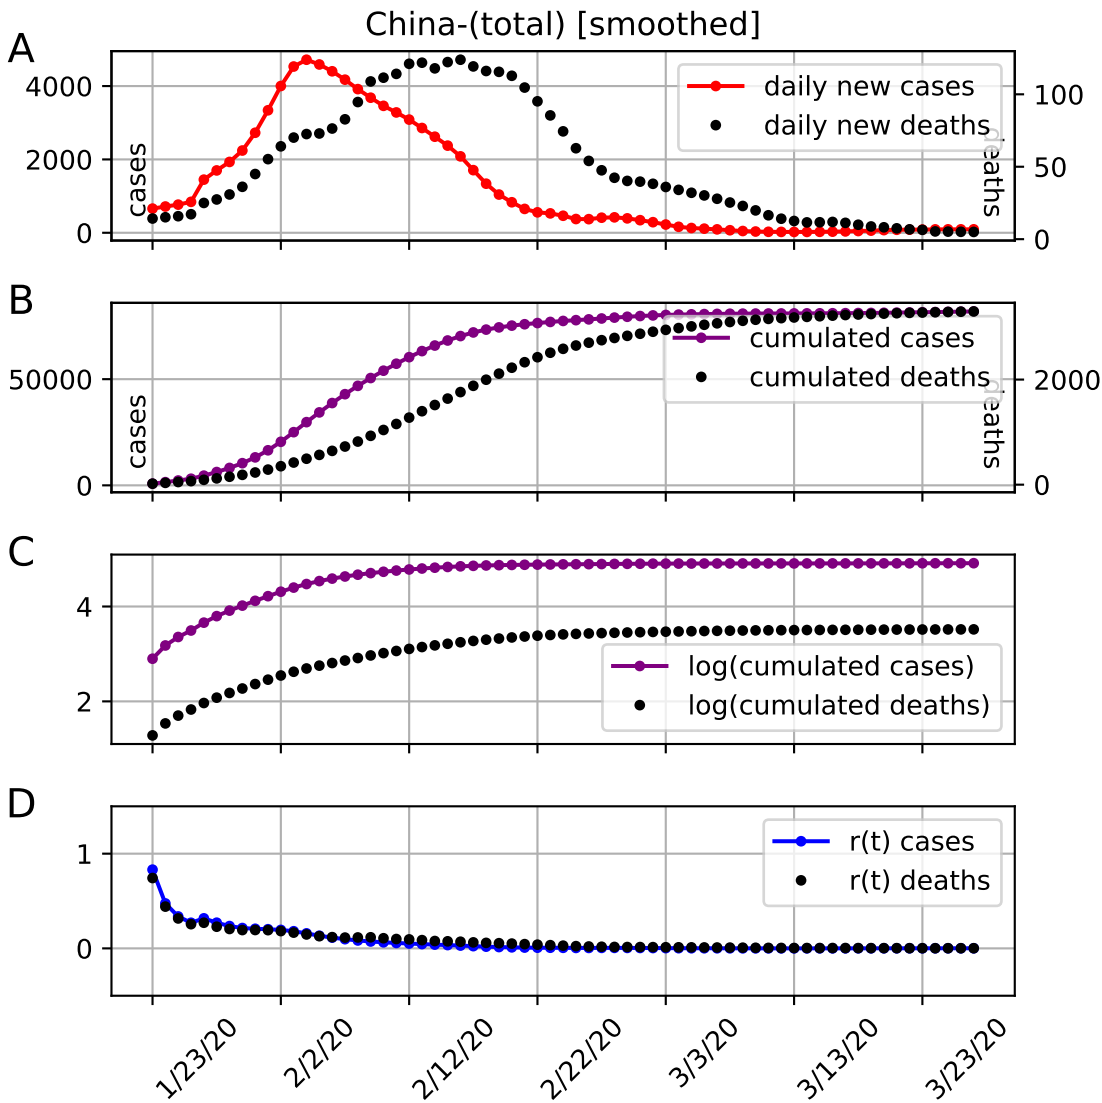 China-(total) [smoothed]
A
4000
2000
0
cases
daily new cases
daily new deaths
100
50
0
deaths
B
50000
0
cases
cumulated cases
cumulated deaths
2000
0
deaths
C
4
2
log(cumulated cases)
log(cumulated deaths)
D
1
0
r(t) cases
r(t) deaths
1/23/20
2/2/20
2/12/20
2/22/20
3/3/20
3/13/20
3/23/20